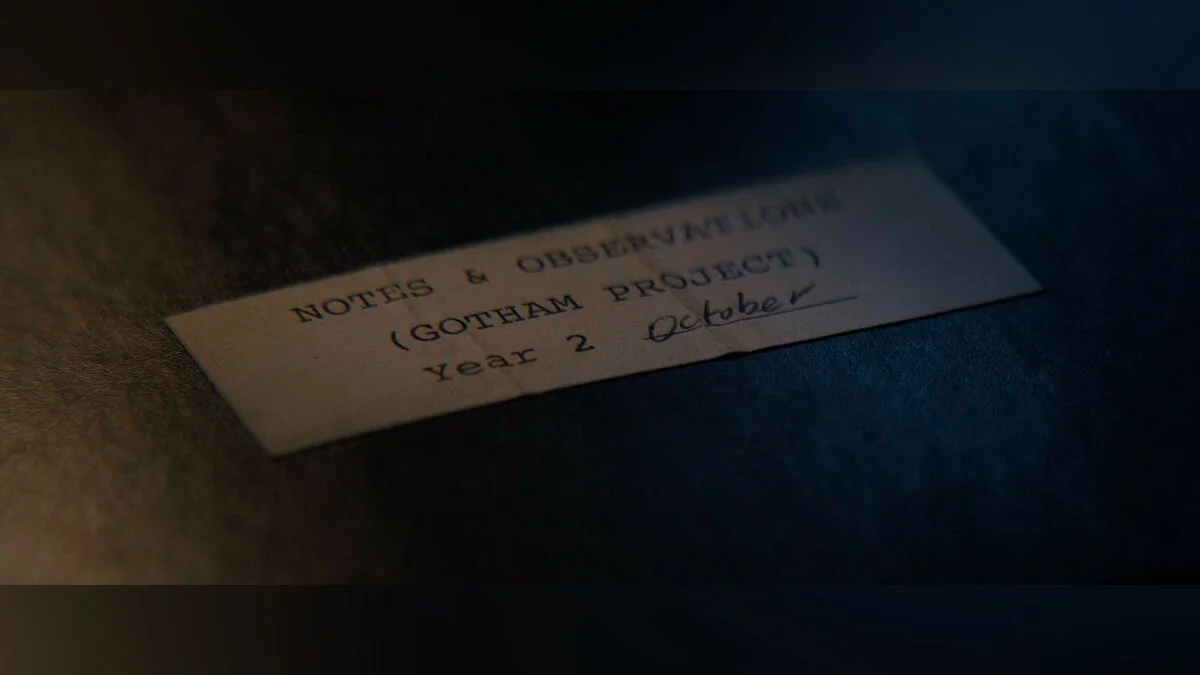 NOTES & OBSERVATIONS
(GOTHAM PROJECT)
Year 2 October